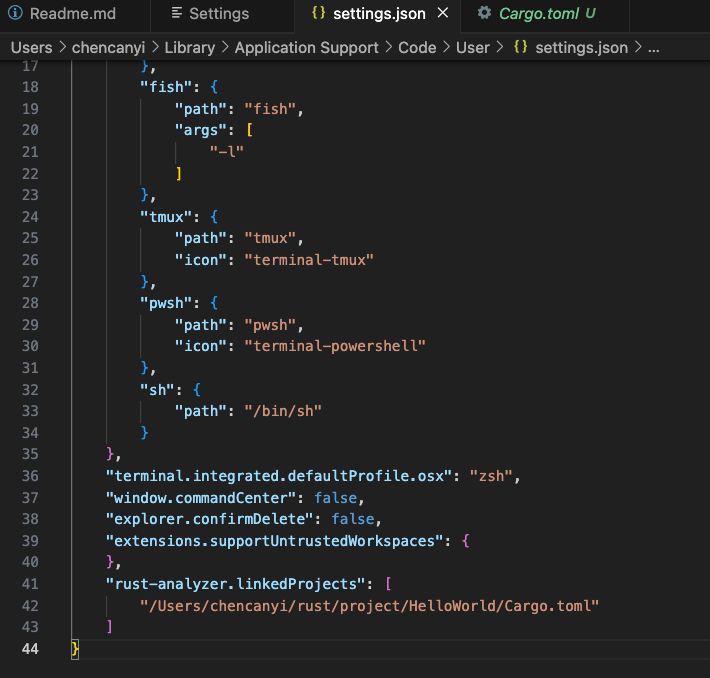 Readme.md Settings {} settings.json × Cargo.toml U
Users > chencanyi > Library > Application Support > Code > User > {} settings.json > ...
17 },
18 "fish": {
19 "path": "fish",
20 "args": [
21 "-l"
22 ]
23 },
24 "tmux": {
25 "path": "tmux",
26 "icon": "terminal-tmux"
27 },
28 "pwsh": {
29 "path": "pwsh",
30 "icon": "terminal-powershell"
31 },
32 "sh": {
33 "path": "/bin/sh"
34 }
35 },
36 "terminal.integrated.defaultProfile.osx": "zsh",
37 "window.commandCenter": false,
38 "explorer.confirmDelete": false,
39 "extensions.supportUntrustedWorkspaces": {
40 },
41 "rust-analyzer.linkedProjects": [
42 "/Users/chencanyi/rust/project/HelloWorld/Cargo.toml"
43 ]
44 }